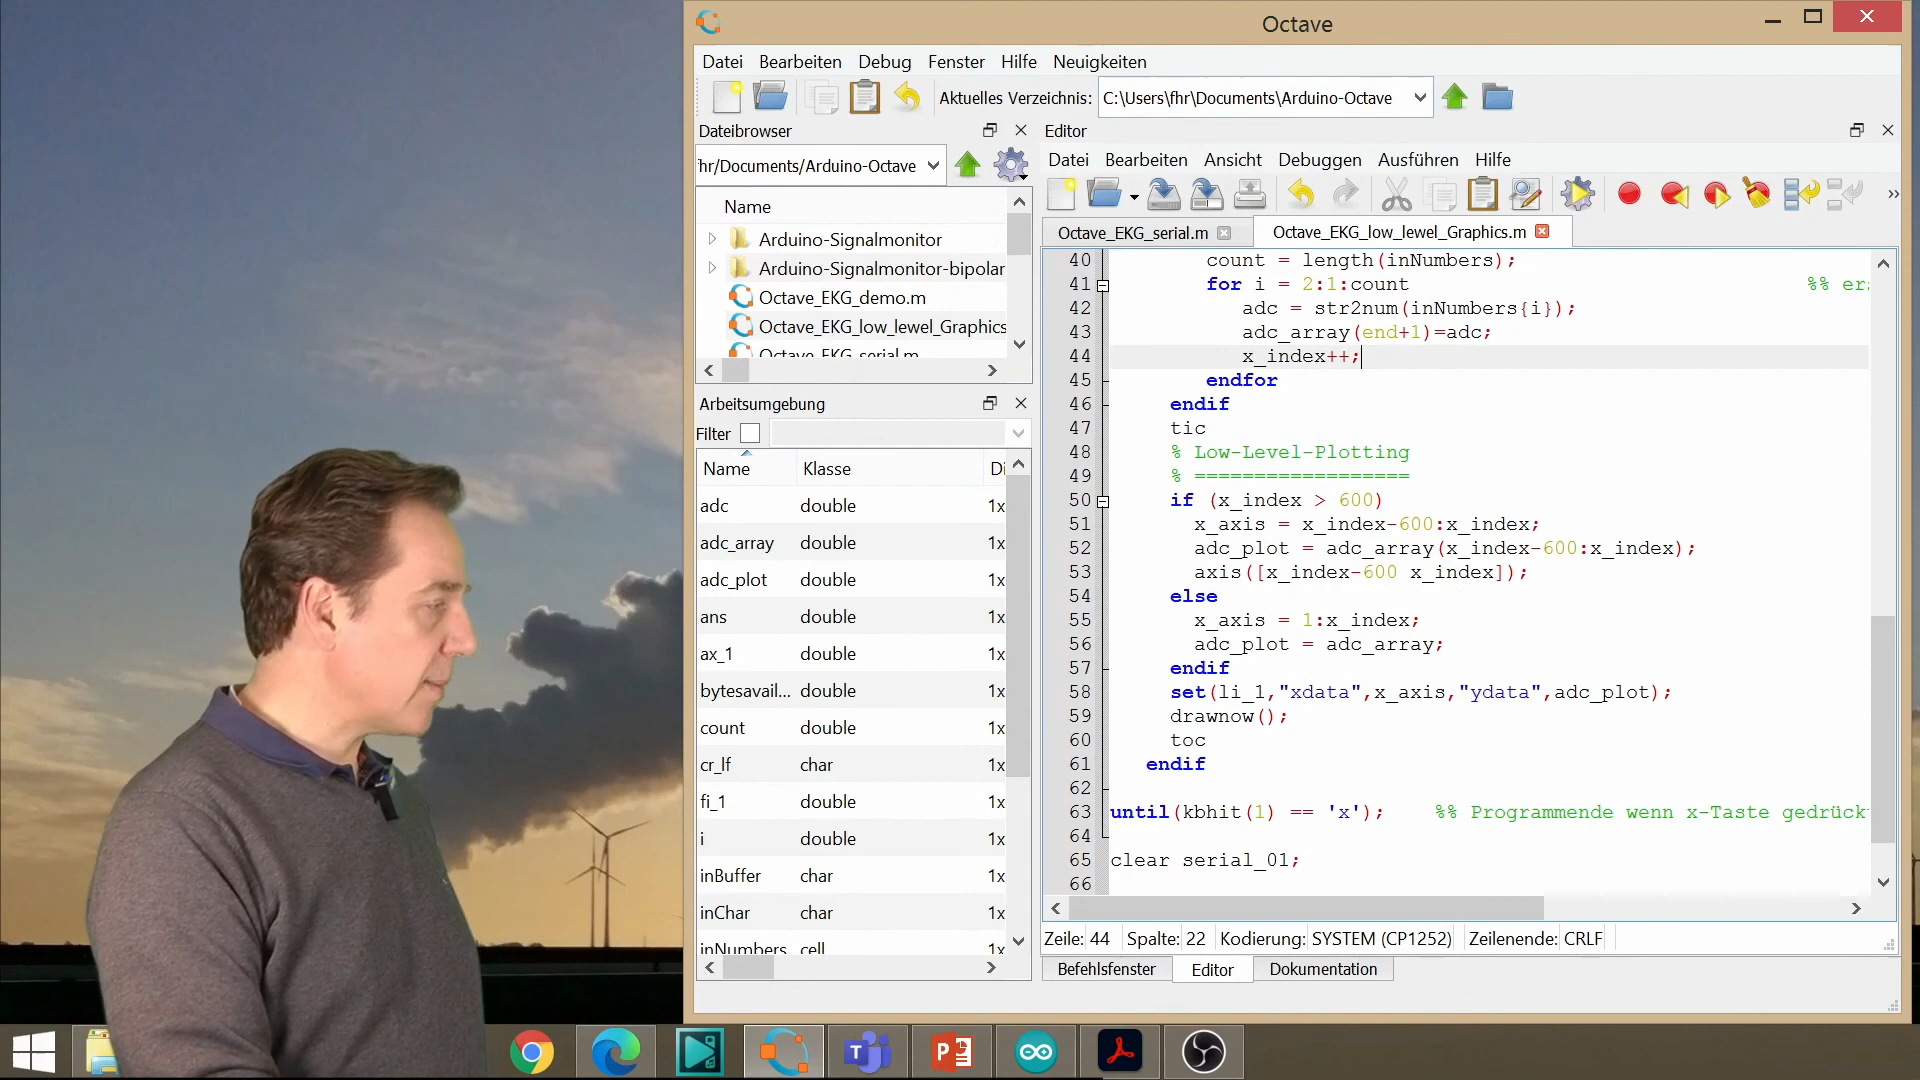 Octave
Datei Bearbeiten Debug Fenster Hilfe Neuigkeiten
Aktuelles Verzeichnis: C:\Users\fhr\Documents\Arduino-Octave
Dateibrowser
hr/Documents/Arduino-Octave
Name
Arduino-Signalmonitor
Arduino-Signalmonitor-bipolar
Octave_EKG_demo.m
Octave_EKG_low_lewel_Graphics
Octave_EKG_serial.m
Arbeitsumgebung
Filter
Name Klasse Di
adc double 1x
adc_array double 1x
adc_plot double 1x
ans double 1x
ax_1 double 1x
bytesavail... double 1x
count double 1x
cr_lf char 1x
fi_1 double 1x
i double 1x
inBuffer char 1x
inChar char 1x
inNumbers cell 1x
Editor
Datei Bearbeiten Ansicht Debuggen Ausführen Hilfe
Octave_EKG_serial.m Octave_EKG_low_lewel_Graphics.m
40 count = length(inNumbers);
41 for i = 2:1:count %% er
42 adc = str2num(inNumbers{i});
43 adc_array(end+1)=adc;
44 x_index++;
45 endfor
46 endif
47 tic
48 % Low-Level-Plotting
49 % ==================
50 if (x_index > 600)
51 x_axis = x_index-600:x_index;
52 adc_plot = adc_array(x_index-600:x_index);
53 axis([x_index-600 x_index]);
54 else
55 x_axis = 1:x_index;
56 adc_plot = adc_array;
57 endif
58 set(li_1,"xdata",x_axis,"ydata",adc_plot);
59 drawnow();
60 toc
61 endif
62
63 until(kbhit(1) == 'x'); %% Programmende wenn x-Taste gedrück
64
65 clear serial_01;
66
Zeile: 44 Spalte: 22 Kodierung: SYSTEM (CP1252) Zeilenende: CRLF
Befehlsfenster Editor Dokumentation